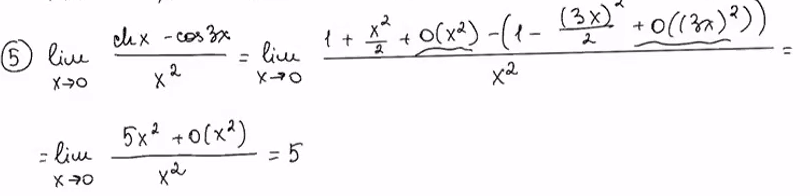 ⑤ lim_{x→0} (ch x - cos 3x)/x² = lim_{x→0} (1 + x²/2 + o(x²) - (1 - (3x)²/2 + o((3x)²)))/x² =
= lim_{x→0} (5x² + o(x²))/x² = 5